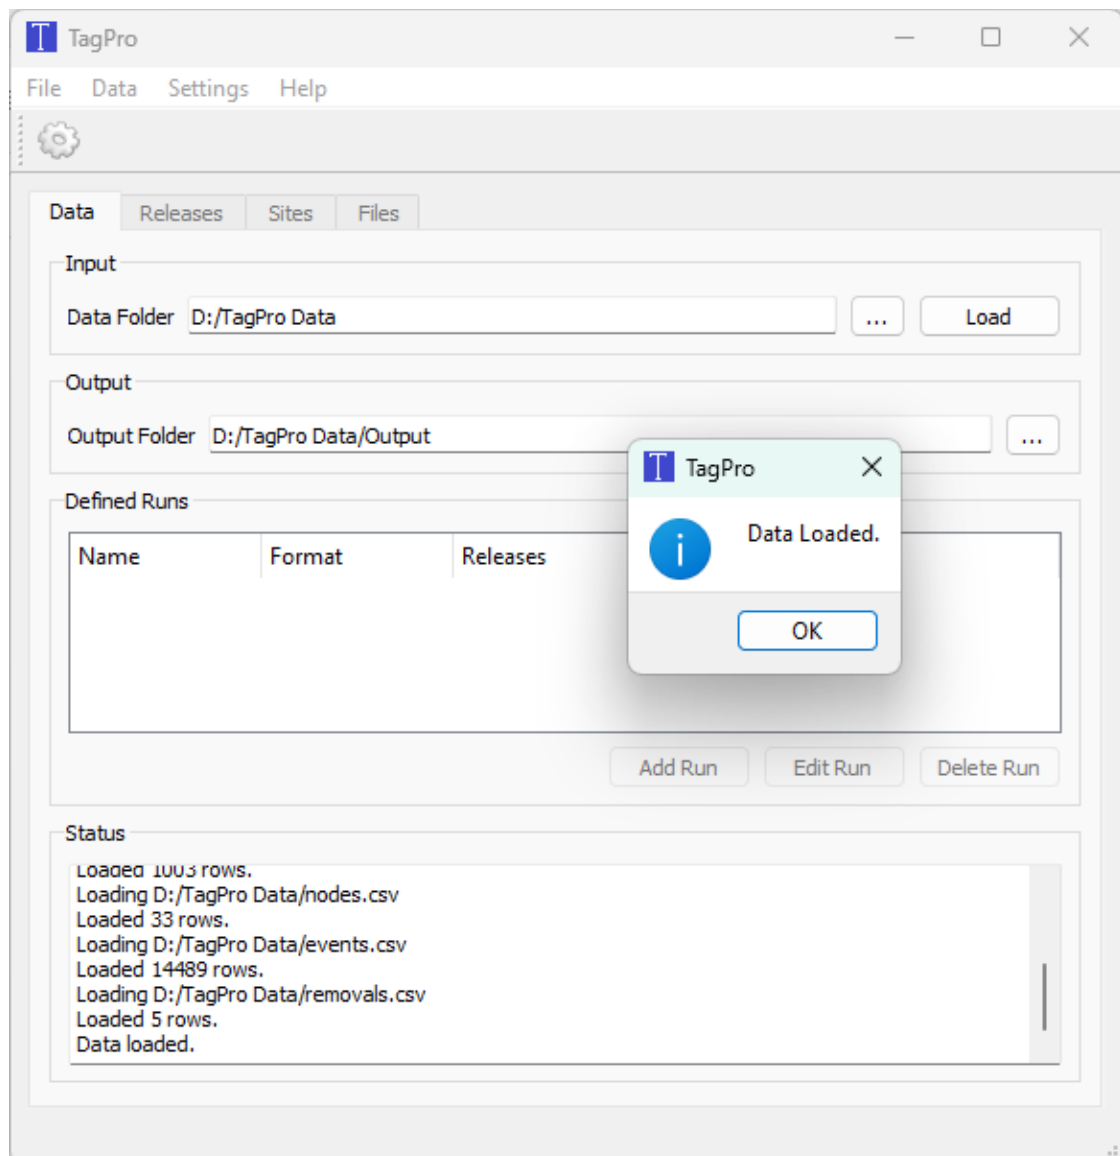 T TagPro
File Data Settings Help
Data Releases Sites Files
Input
Data Folder D:/TagPro Data ... Load
Output
Output Folder D:/TagPro Data/Output ...
Defined Runs
Name Format Releases
T TagPro
i Data Loaded.
OK
Add Run Edit Run Delete Run
Status
Loaded 1003 rows.
Loading D:/TagPro Data/nodes.csv
Loaded 33 rows.
Loading D:/TagPro Data/events.csv
Loaded 14489 rows.
Loading D:/TagPro Data/removals.csv
Loaded 5 rows.
Data loaded.